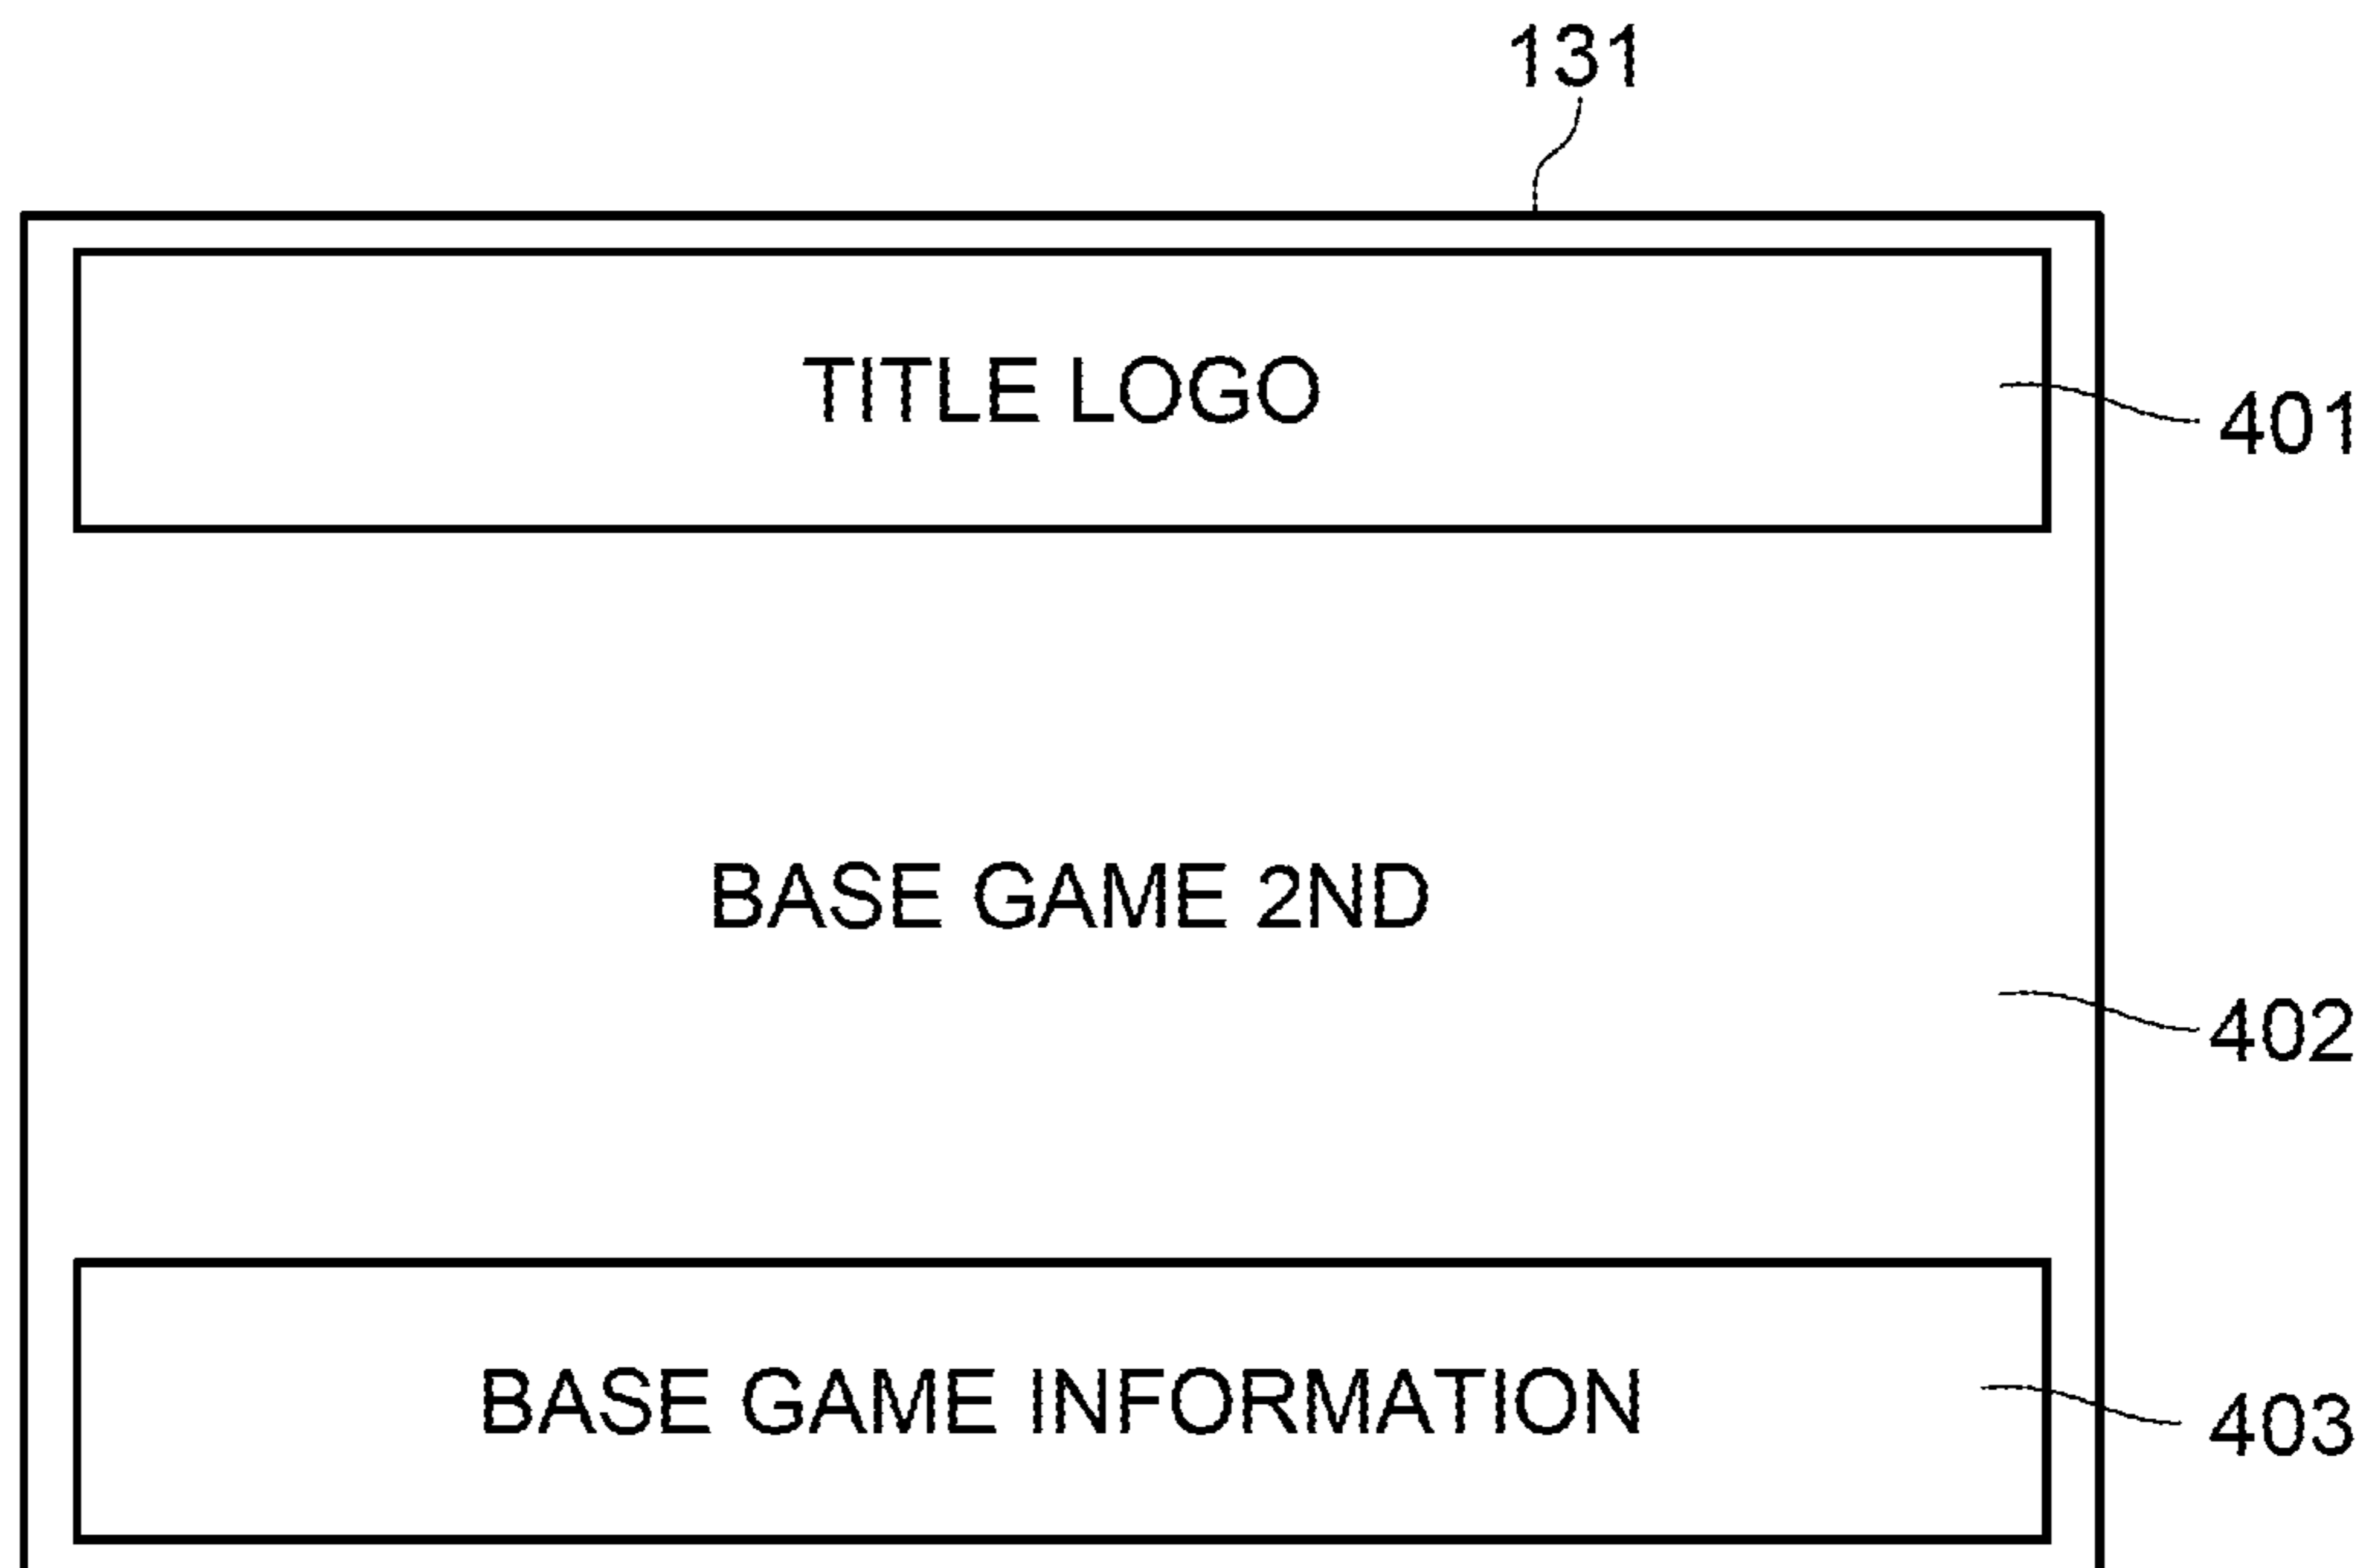 131
TITLE LOGO
401
BASE GAME 2ND
402
BASE GAME INFORMATION
403